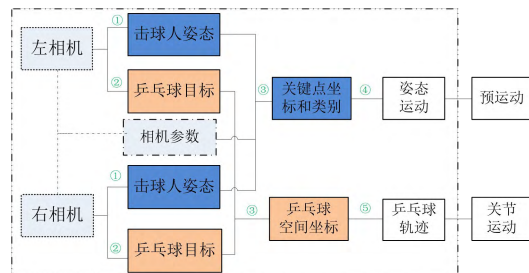 ①
击球人姿态
左相机
②
乒乓球目标
③
关键点坐
标和类别
④
姿态
运动
预运动
相机参数
①
击球人姿态
右相机
②
乒乓球目标
③
乒乓球
空间坐标
⑤
乒乓球
轨迹
关节
运动